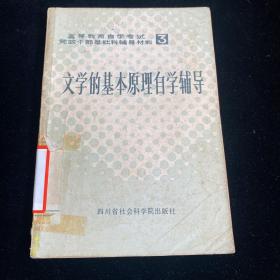 高等教育自学考试
党政干部基础科辅导材料 3
文学的基本原理自学辅导
四川省社会科学院出版社